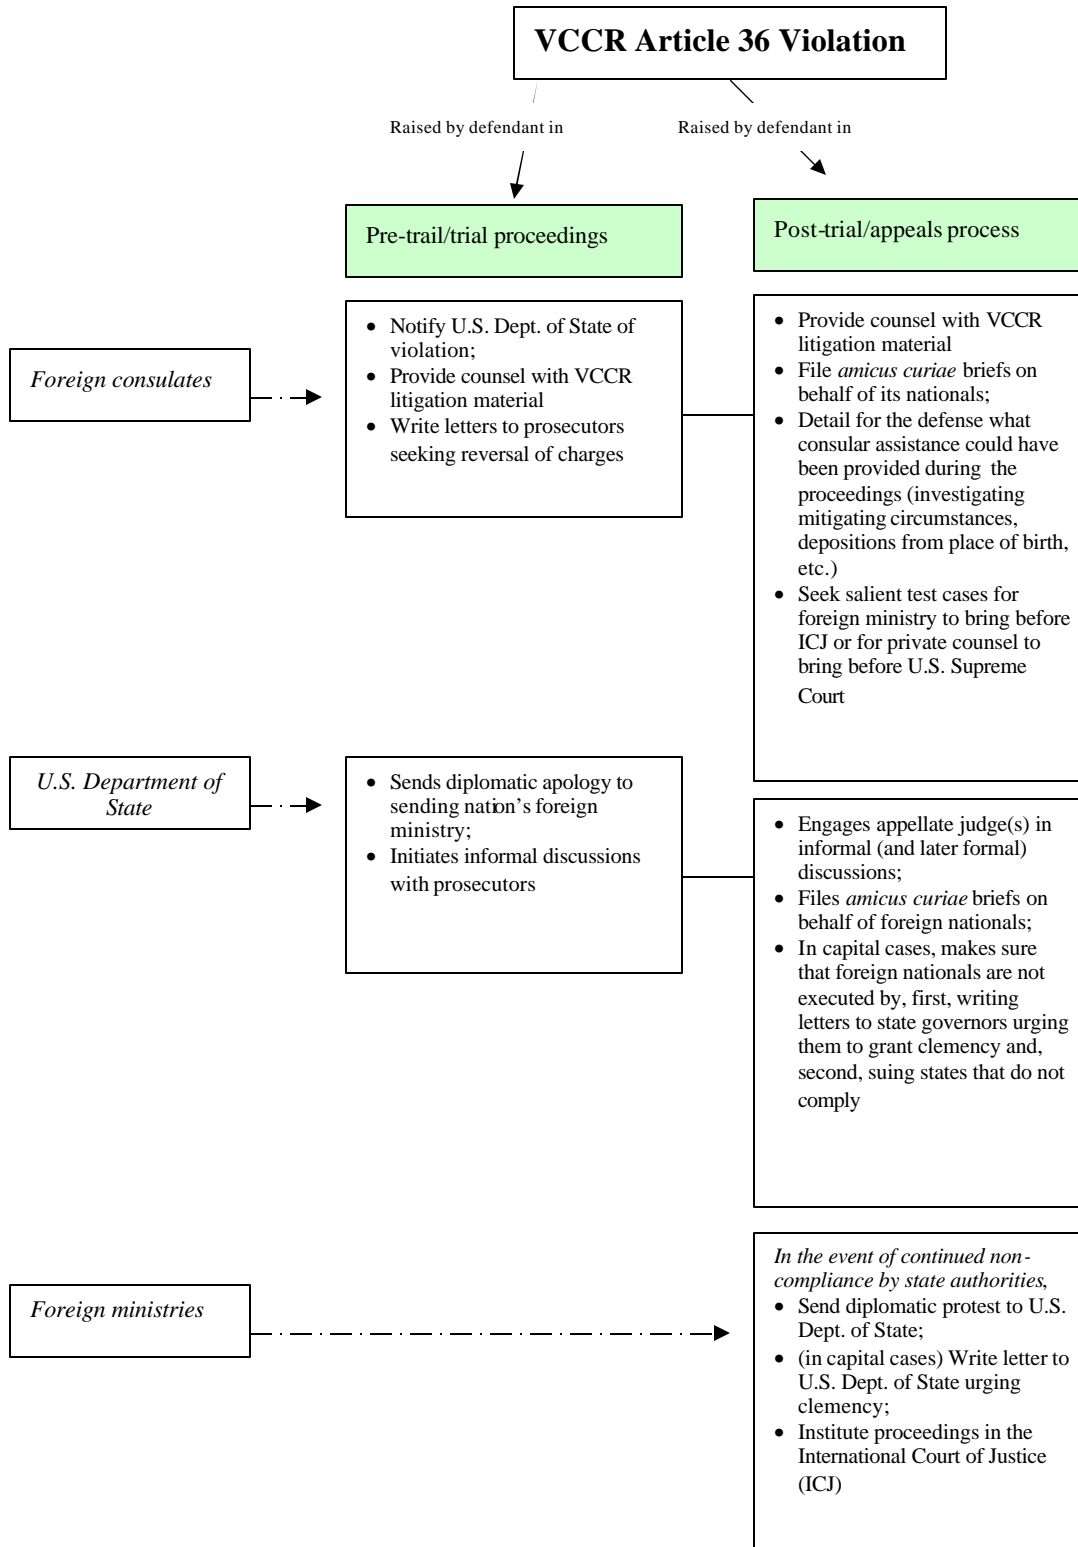 VCCR Article 36 Violation
Raised by defendant in
Raised by defendant in
Pre-trail/trial proceedings
Post-trial/appeals process
Foreign consulates
• Notify U.S. Dept. of State of
violation;
• Provide counsel with VCCR
litigation material
• Write letters to prosecutors
seeking reversal of charges
• Provide counsel with VCCR
litigation material
• File amicus curiae briefs on
behalf of its nationals;
• Detail for the defense what
consular assistance could have
been provided during the
proceedings (investigating
mitigating circumstances,
depositions from place of birth,
etc.)
• Seek salient test cases for
foreign ministry to bring before
ICJ or for private counsel to
bring before U.S. Supreme
Court
U.S. Department of
State
• Sends diplomatic apology to
sending nation's foreign
ministry;
• Initiates informal discussions
with prosecutors
• Engages appellate judge(s) in
informal (and later formal)
discussions;
• Files amicus curiae briefs on
behalf of foreign nationals;
• In capital cases, makes sure
that foreign nationals are not
executed by, first, writing
letters to state governors urging
them to grant clemency and,
second, suing states that do not
comply
Foreign ministries
In the event of continued non-
compliance by state authorities,
• Send diplomatic protest to U.S.
Dept. of State;
• (in capital cases) Write letter to
U.S. Dept. of State urging
clemency;
• Institute proceedings in the
International Court of Justice
(ICJ)